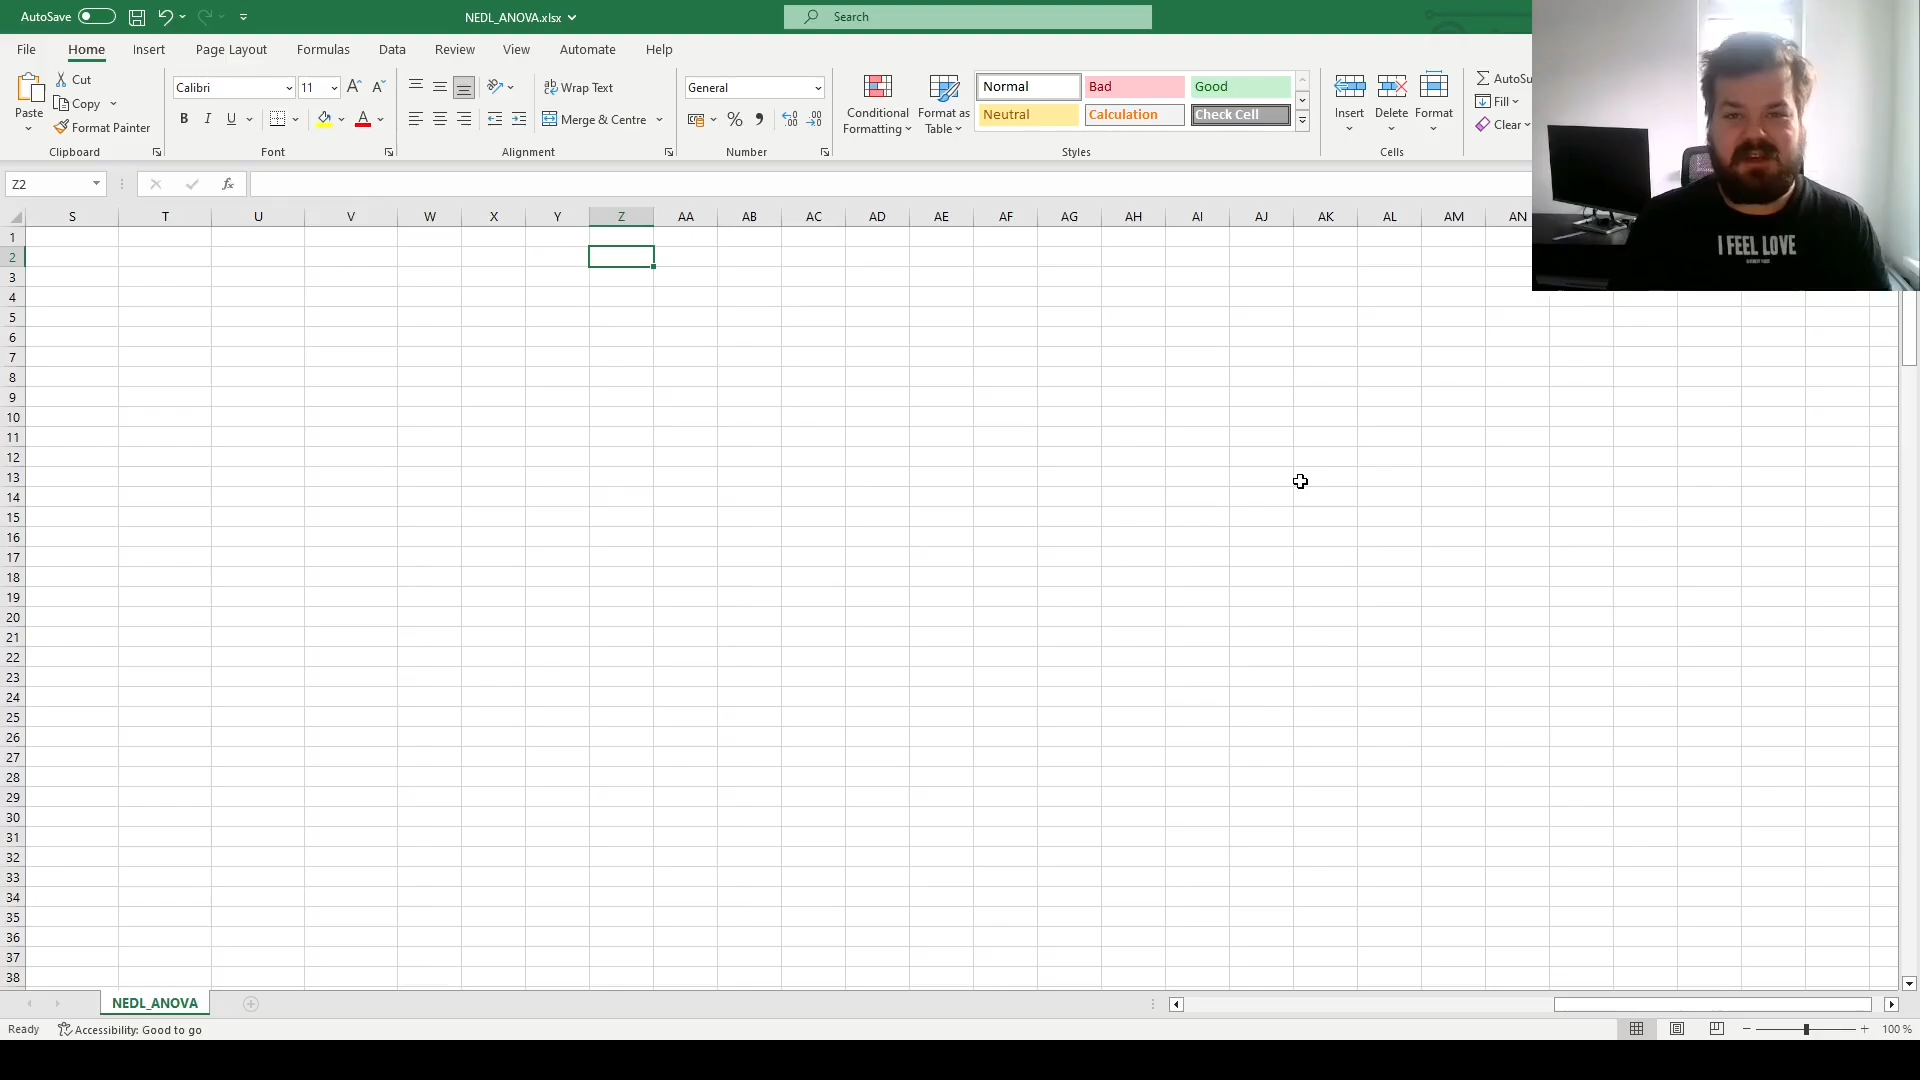 AutoSave NEDL_ANOVA.xlsx Search
File Home Insert Page Layout Formulas Data Review View Automate Help
Paste Cut Copy Format Painter Clipboard
Calibri 11 B I U A A Font
Wrap Text Merge & Centre Alignment
General % Number
Conditional Formatting Format as Table
Normal Bad Good
Neutral Calculation Check Cell
Styles
Insert Delete Format Cells
AutoSu
Fill
Clear
I FEEL LOVE
Z2 fx
S T U V W X Y Z AA AB AC AD AE AF AG AH AI AJ AK AL AM AN
1
2
3
4
5
6
7
8
9
10
11
12
13
14
15
16
17
18
19
20
21
22
23
24
25
26
27
28
29
30
31
32
33
34
35
36
37
38
NEDL_ANOVA
Ready Accessibility: Good to go 100 %